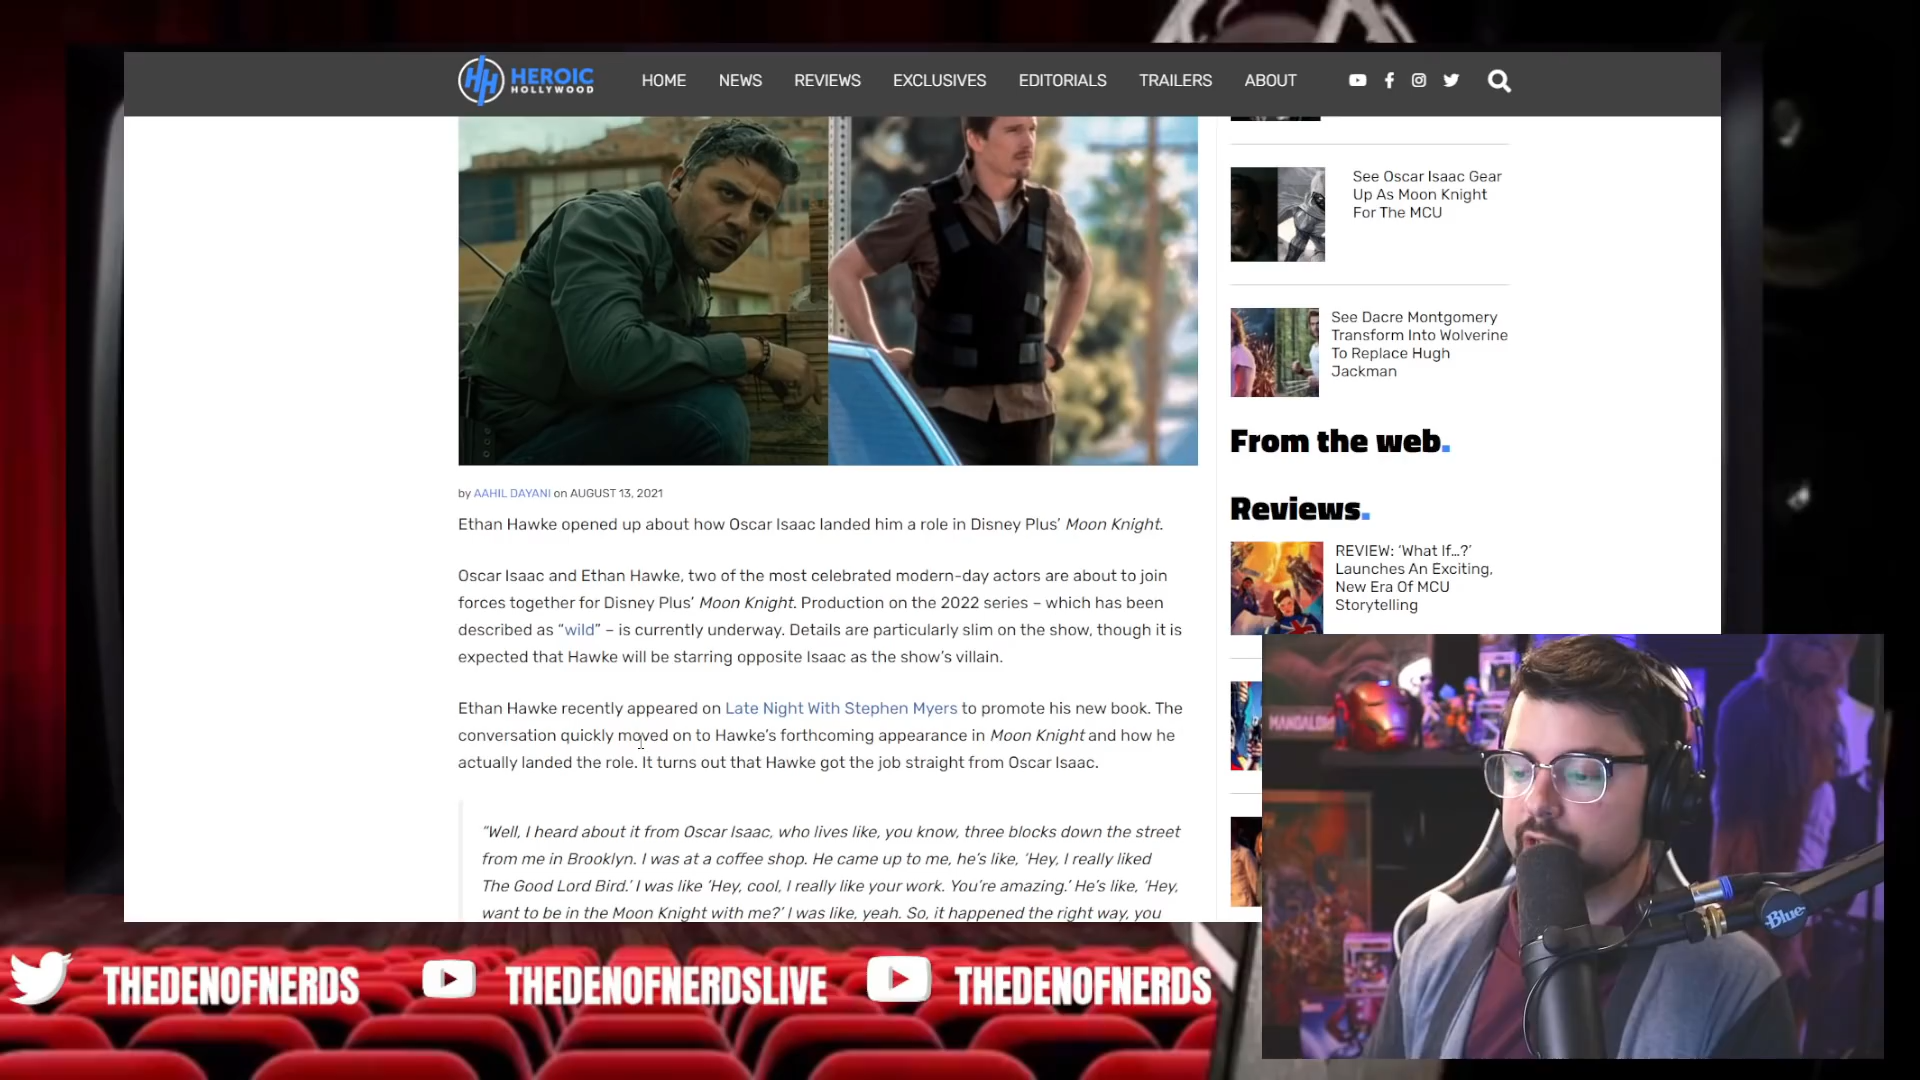 HEROIC
HOLLYWOOD
HOME NEWS REVIEWS EXCLUSIVES EDITORIALS TRAILERS ABOUT
See Oscar Isaac Gear
Up As Moon Knight
For The MCU
See Dacre Montgomery
Transform Into Wolverine
To Replace Hugh
Jackman
From the web.
Reviews.
REVIEW: ‘What If…?’
Launches An Exciting,
New Era Of MCU
Storytelling
by AAHIL DAYANI on AUGUST 13, 2021
Ethan Hawke opened up about how Oscar Isaac landed him a role in Disney Plus’ Moon Knight.
Oscar Isaac and Ethan Hawke, two of the most celebrated modern-day actors are about to join
forces together for Disney Plus’ Moon Knight. Production on the 2022 series – which has been
described as “wild” – is currently underway. Details are particularly slim on the show, though it is
expected that Hawke will be starring opposite Isaac as the show’s villain.
Ethan Hawke recently appeared on Late Night With Stephen Myers to promote his new book. The
conversation quickly moved on to Hawke’s forthcoming appearance in Moon Knight and how he
actually landed the role. It turns out that Hawke got the job straight from Oscar Isaac.
“Well, I heard about it from Oscar Isaac, who lives like, you know, three blocks down the street
from me in Brooklyn. I was at a coffee shop. He came up to me, he’s like, ‘Hey, I really liked
The Good Lord Bird.’ I was like ‘Hey, cool, I really like your work. You’re amazing.’ He’s like, ‘Hey,
want to be in the Moon Knight with me?’ I was like, yeah. So, it happened the right way, you
MANDALOR
Blue
THEDENOFNERDS THEDENOFNERDSLIVE THEDENOFNERDS